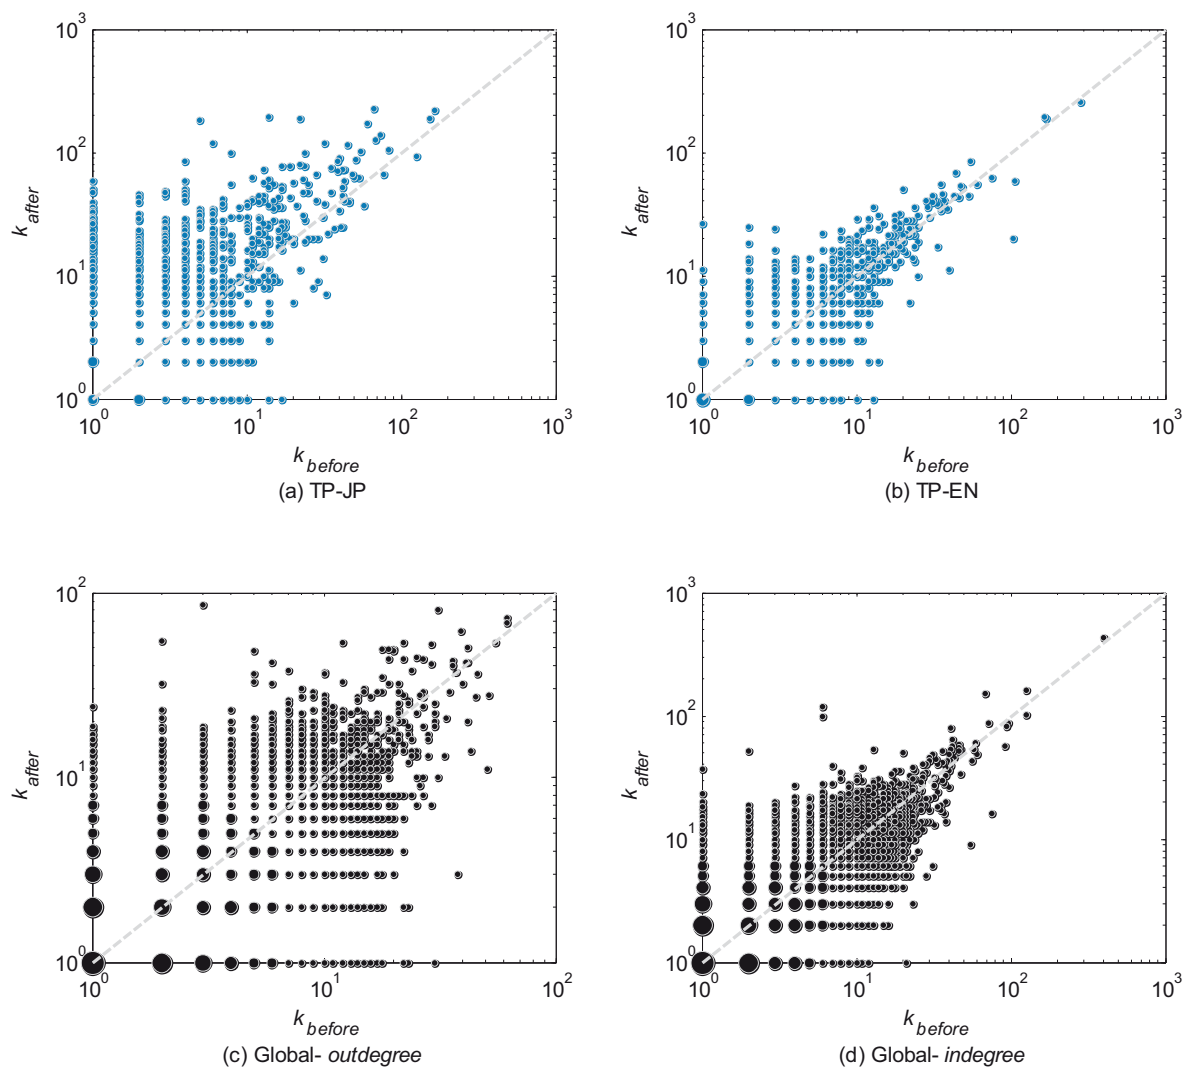 10^3 10^3
10^2 10^2
k_after k_after
10^1 10^1
10^0 10^0
10^0 10^1 10^2 10^3 10^0 10^1 10^2 10^3
k_before k_before
(a) TP-JP (b) TP-EN
10^2 10^3
10^2
k_after k_after
10^1 10^1
10^0 10^0
10^0 10^1 10^2 10^0 10^1 10^2 10^3
k_before k_before
(c) Global- outdegree (d) Global- indegree